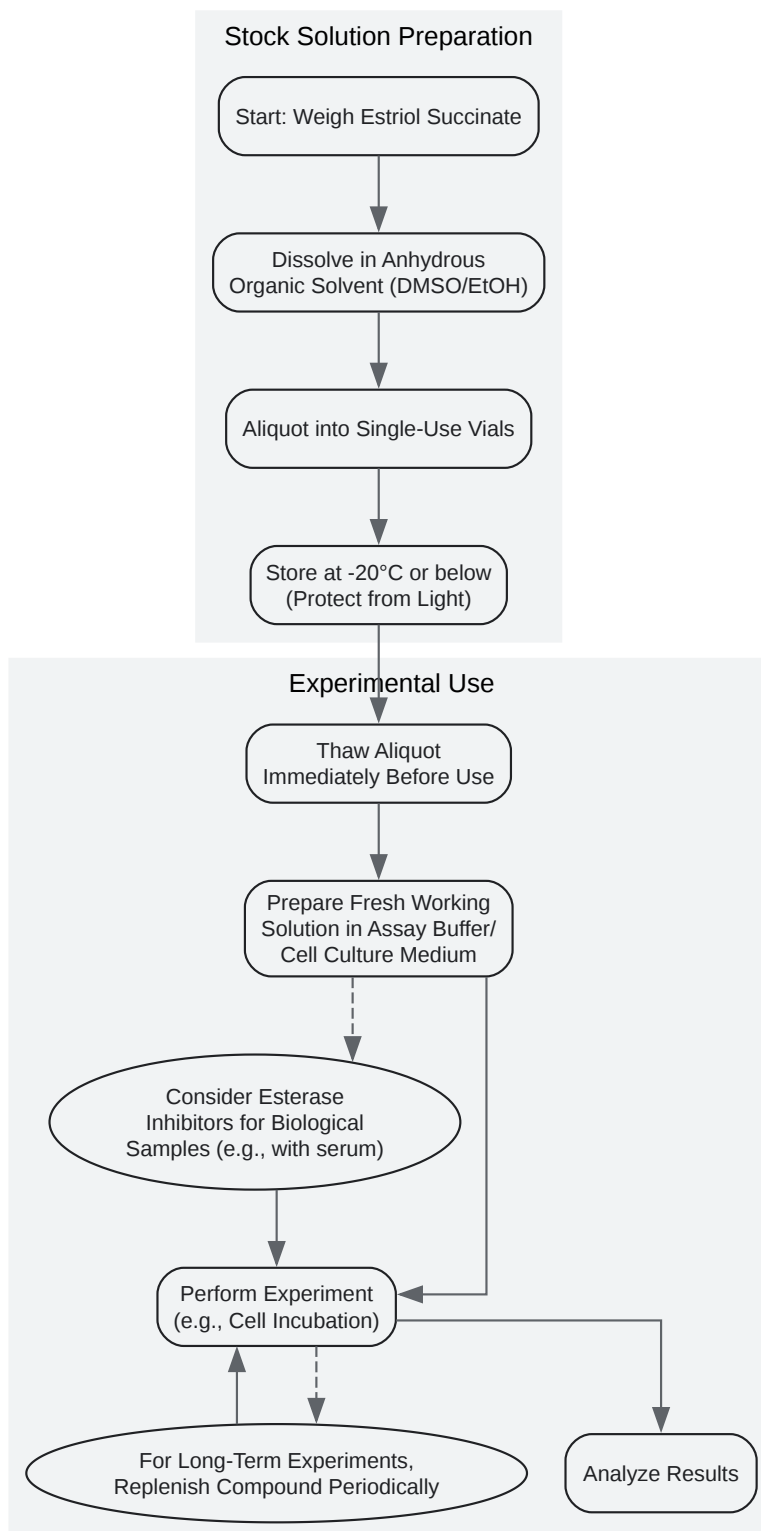 Stock Solution Preparation
Start: Weigh Estriol Succinate
Dissolve in Anhydrous
Organic Solvent (DMSO/EtOH)
Aliquot into Single-Use Vials
Store at -20°C or below
(Protect from Light)
Experimental Use
Thaw Aliquot
Immediately Before Use
Prepare Fresh Working
Solution in Assay Buffer/
Cell Culture Medium
Consider Esterase
Inhibitors for Biological
Samples (e.g., with serum)
Perform Experiment
(e.g., Cell Incubation)
For Long-Term Experiments,
Replenish Compound Periodically
Analyze Results